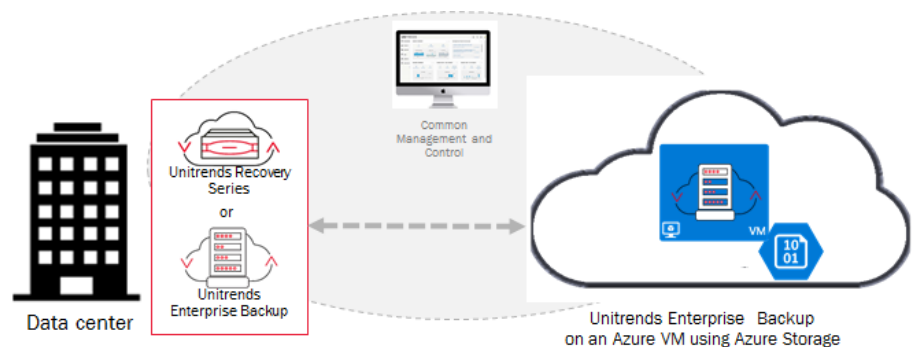 Common
Management and
Control
Unitrends Recovery
Series
or
Unitrends
Enterprise Backup
Data center
VM
10
01
Unitrends Enterprise Backup
on an Azure VM using Azure Storage